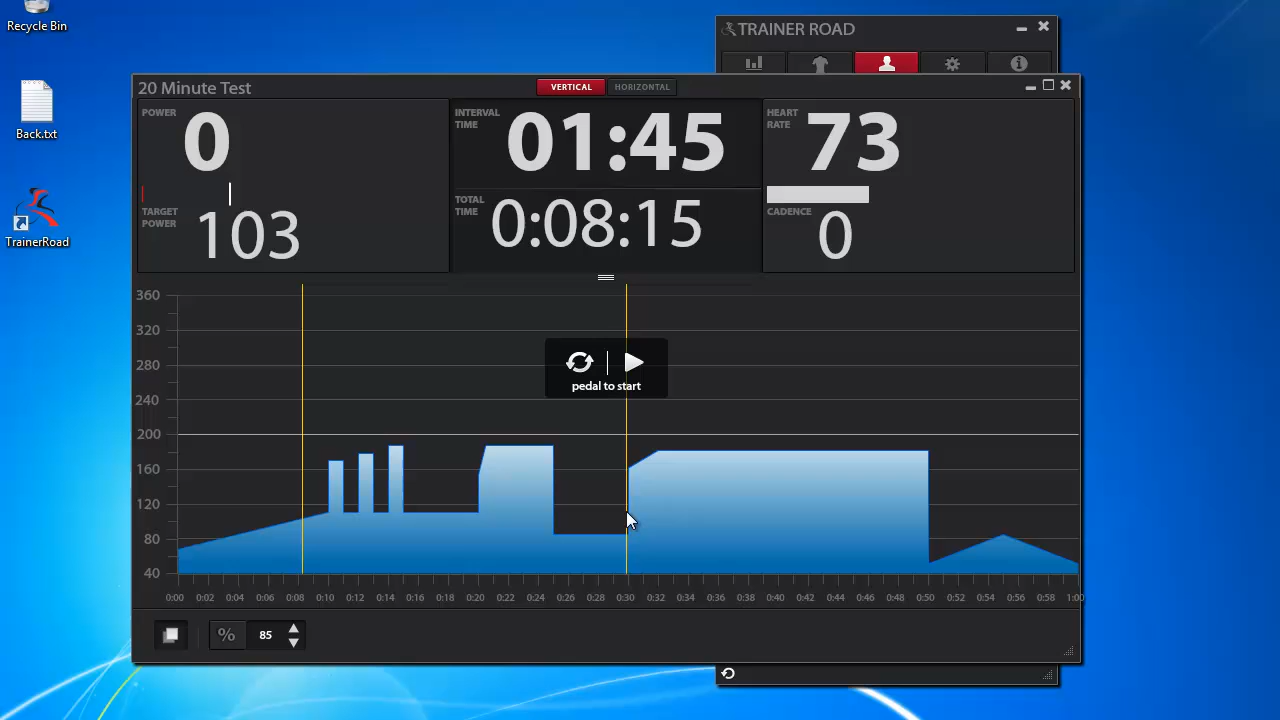 Recycle Bin
Back.txt
TrainerRoad
TRAINER ROAD
20 Minute Test
VERTICAL
HORIZONTAL
POWER
0
TARGET
POWER
103
INTERVAL
TIME
01:45
TOTAL
TIME
0:08:15
HEART
RATE
73
CADENCE
0
360
320
280
240
200
160
120
80
40
pedal to start
0:00 0:02 0:04 0:06 0:08 0:10 0:12 0:14 0:16 0:18 0:20 0:22 0:24 0:26 0:28 0:30 0:32 0:34 0:36 0:38 0:40 0:42 0:44 0:46 0:48 0:50 0:52 0:54 0:56 0:58 1:00
% 85